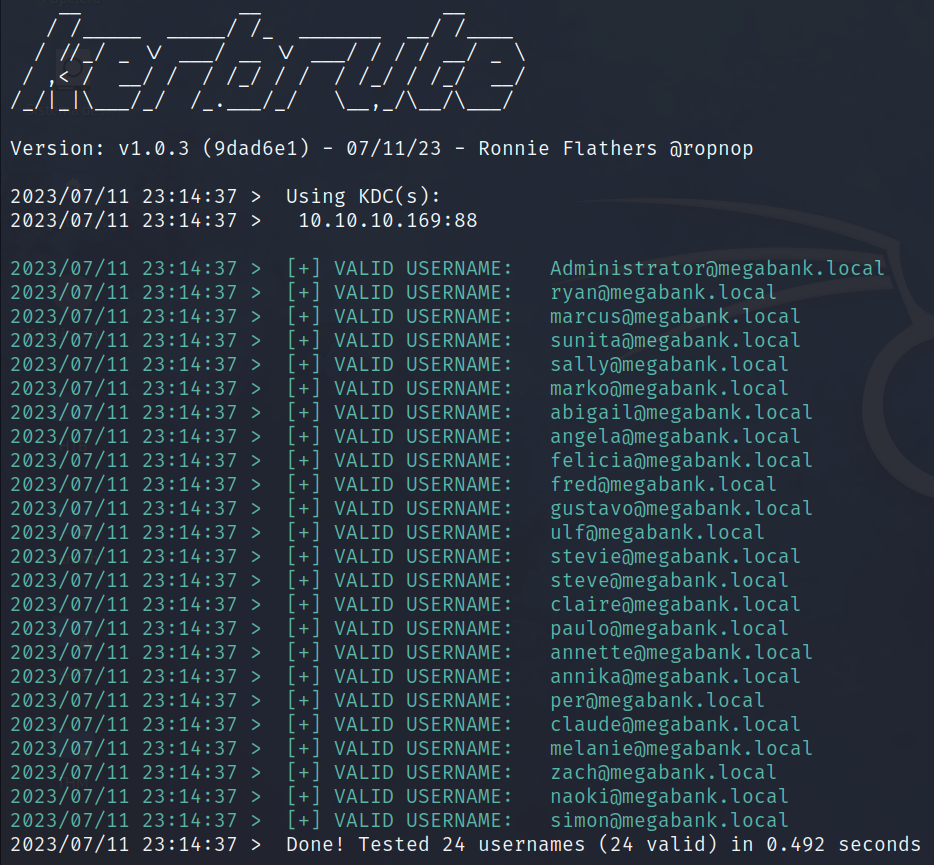 kerbrute
Version: v1.0.3 (9dad6e1) - 07/11/23 - Ronnie Flathers @ropnop
2023/07/11 23:14:37 >  Using KDC(s):
2023/07/11 23:14:37 >   10.10.10.169:88
2023/07/11 23:14:37 >  [+] VALID USERNAME:   Administrator@megabank.local
2023/07/11 23:14:37 >  [+] VALID USERNAME:   ryan@megabank.local
2023/07/11 23:14:37 >  [+] VALID USERNAME:   marcus@megabank.local
2023/07/11 23:14:37 >  [+] VALID USERNAME:   sunita@megabank.local
2023/07/11 23:14:37 >  [+] VALID USERNAME:   sally@megabank.local
2023/07/11 23:14:37 >  [+] VALID USERNAME:   marko@megabank.local
2023/07/11 23:14:37 >  [+] VALID USERNAME:   abigail@megabank.local
2023/07/11 23:14:37 >  [+] VALID USERNAME:   angela@megabank.local
2023/07/11 23:14:37 >  [+] VALID USERNAME:   felicia@megabank.local
2023/07/11 23:14:37 >  [+] VALID USERNAME:   fred@megabank.local
2023/07/11 23:14:37 >  [+] VALID USERNAME:   gustavo@megabank.local
2023/07/11 23:14:37 >  [+] VALID USERNAME:   ulf@megabank.local
2023/07/11 23:14:37 >  [+] VALID USERNAME:   stevie@megabank.local
2023/07/11 23:14:37 >  [+] VALID USERNAME:   steve@megabank.local
2023/07/11 23:14:37 >  [+] VALID USERNAME:   claire@megabank.local
2023/07/11 23:14:37 >  [+] VALID USERNAME:   paulo@megabank.local
2023/07/11 23:14:37 >  [+] VALID USERNAME:   annette@megabank.local
2023/07/11 23:14:37 >  [+] VALID USERNAME:   annika@megabank.local
2023/07/11 23:14:37 >  [+] VALID USERNAME:   per@megabank.local
2023/07/11 23:14:37 >  [+] VALID USERNAME:   claude@megabank.local
2023/07/11 23:14:37 >  [+] VALID USERNAME:   melanie@megabank.local
2023/07/11 23:14:37 >  [+] VALID USERNAME:   zach@megabank.local
2023/07/11 23:14:37 >  [+] VALID USERNAME:   naoki@megabank.local
2023/07/11 23:14:37 >  [+] VALID USERNAME:   simon@megabank.local
2023/07/11 23:14:37 >  Done! Tested 24 usernames (24 valid) in 0.492 seconds